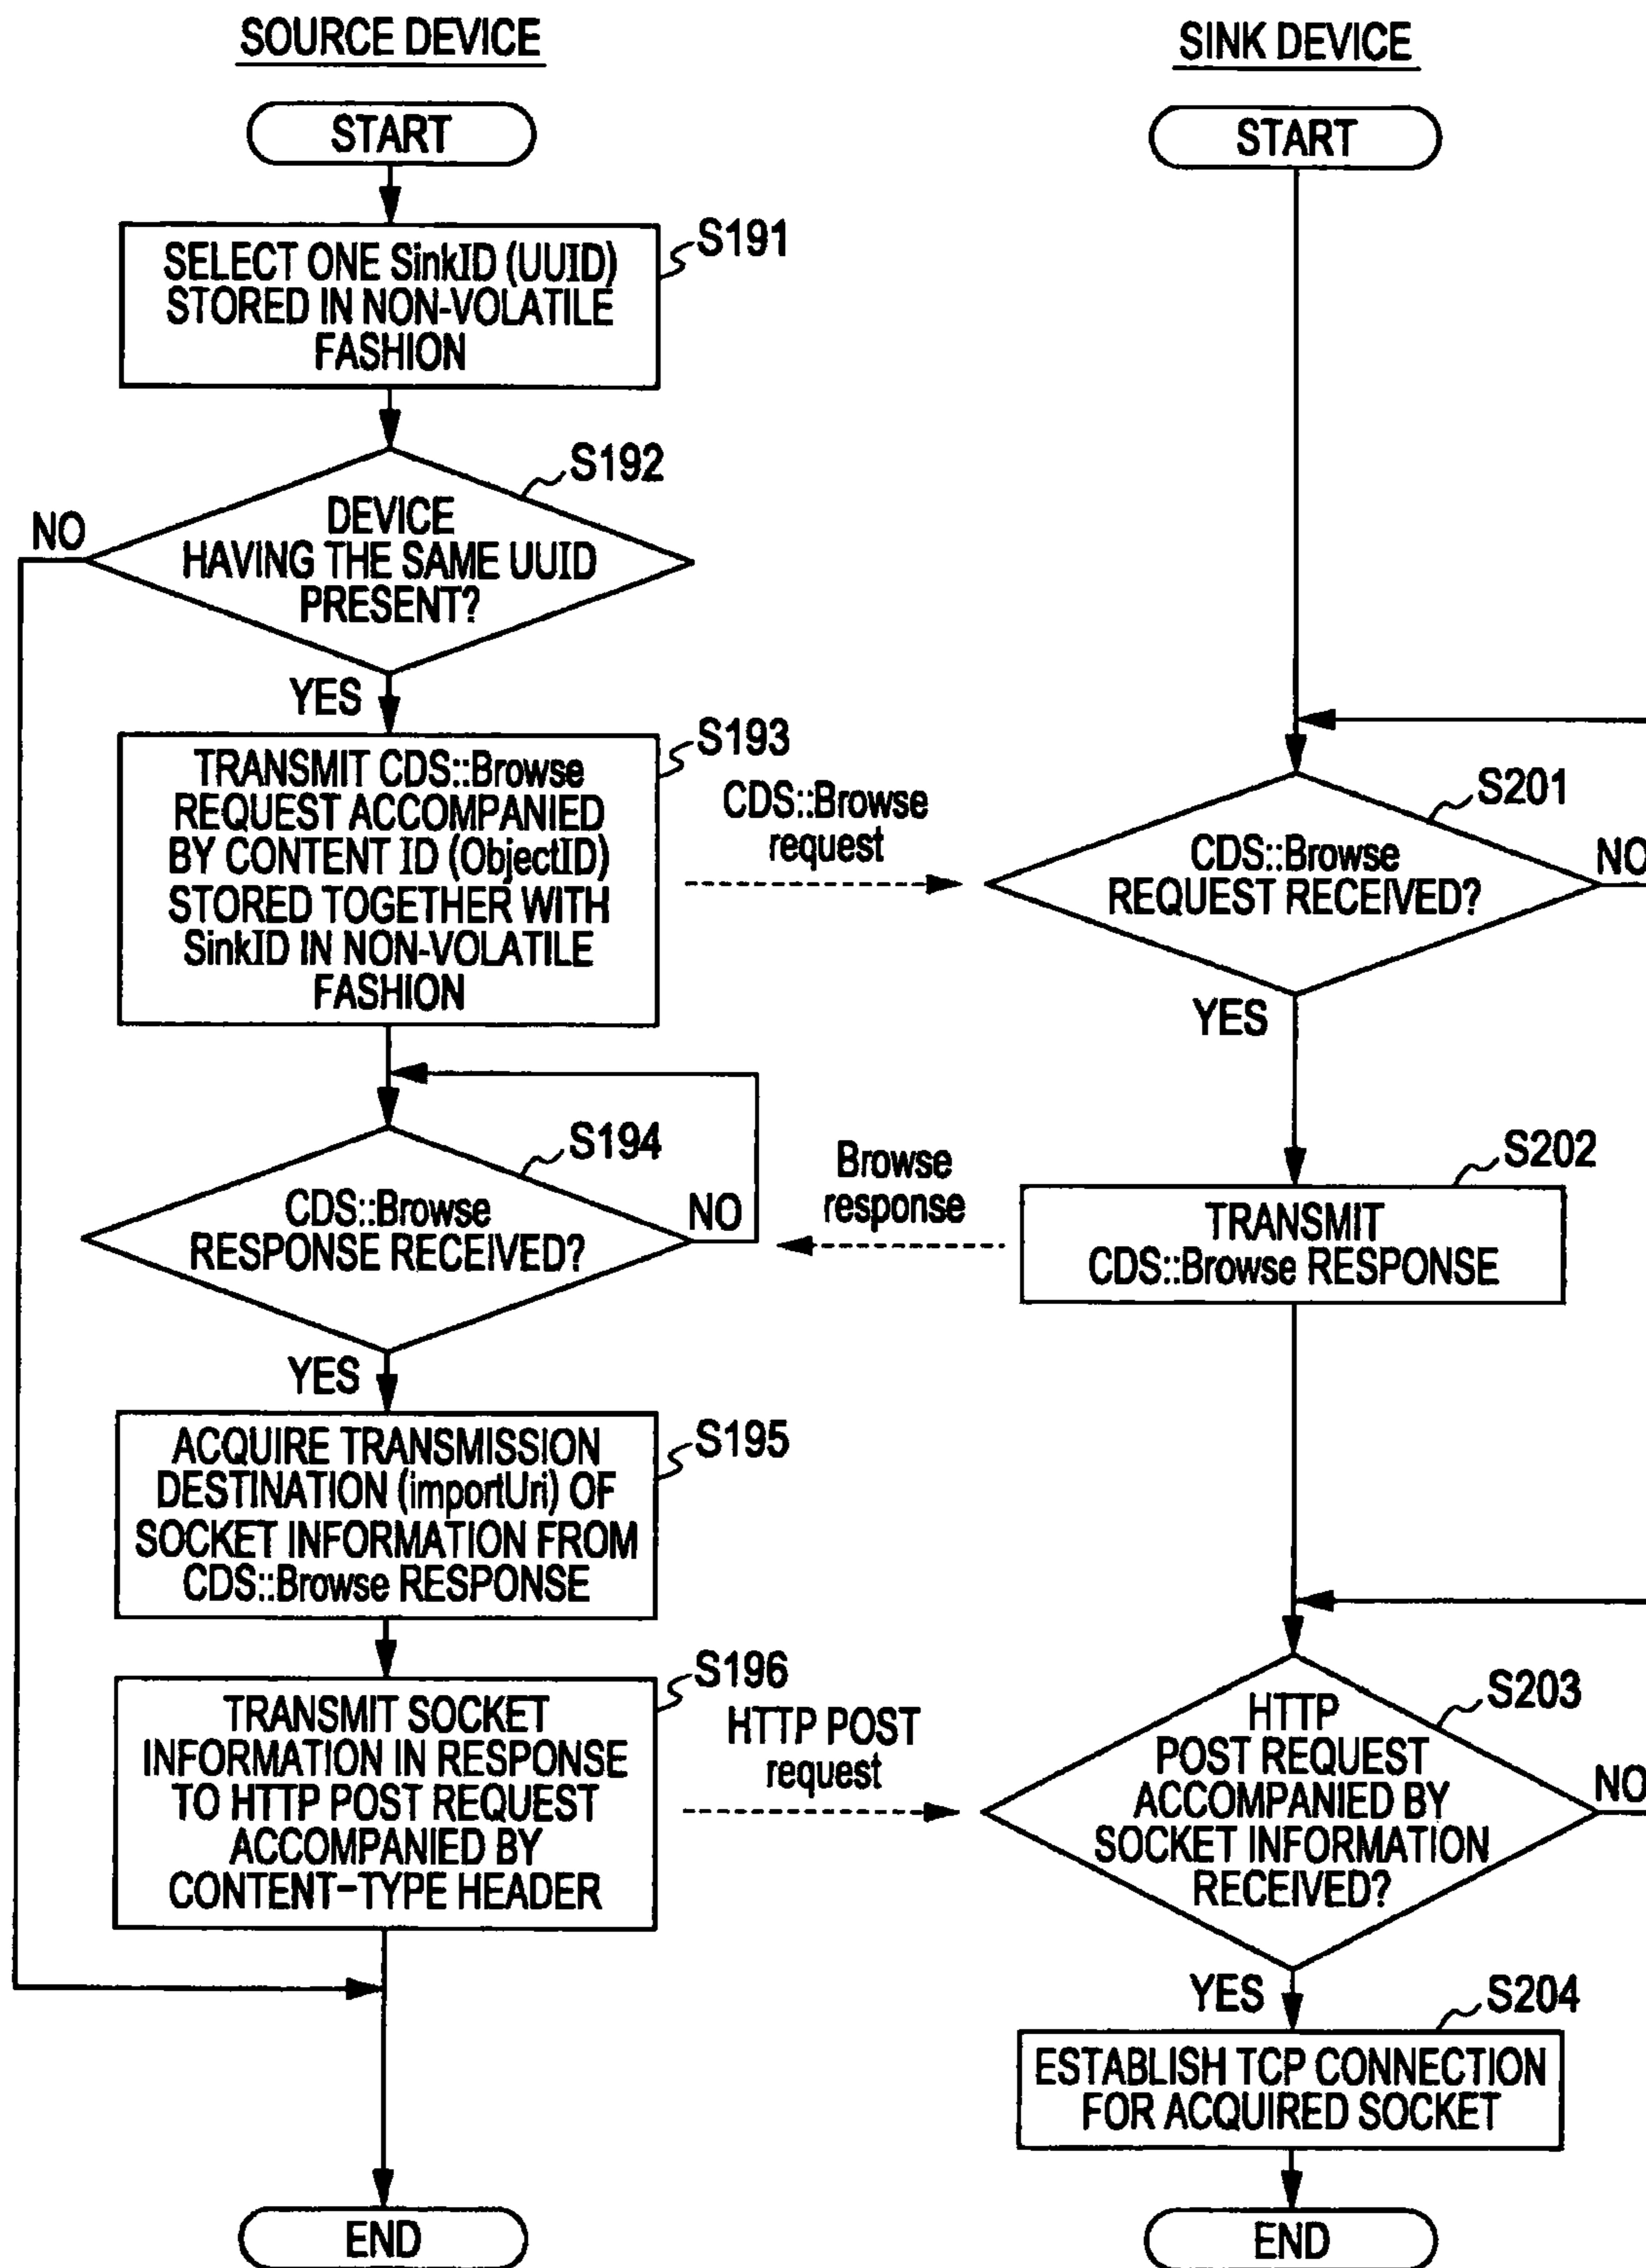 SOURCE DEVICE
START
S191
SELECT ONE SinkID (UUID)
STORED IN NON-VOLATILE
FASHION
S192
DEVICE
HAVING THE SAME UUID
PRESENT?
NO
YES
S193
TRANSMIT CDS::Browse
REQUEST ACCOMPANIED
BY CONTENT ID (ObjectID)
STORED TOGETHER WITH
SinkID IN NON-VOLATILE
FASHION
CDS::Browse
request
S194
CDS::Browse
RESPONSE RECEIVED?
NO
YES
Browse
response
S195
ACQUIRE TRANSMISSION
DESTINATION (importUri) OF
SOCKET INFORMATION FROM
CDS::Browse RESPONSE
S196
TRANSMIT SOCKET
INFORMATION IN RESPONSE
TO HTTP POST REQUEST
ACCOMPANIED BY
CONTENT-TYPE HEADER
HTTP POST
request
END
SINK DEVICE
START
S201
CDS::Browse
REQUEST RECEIVED?
NO
YES
S202
TRANSMIT
CDS::Browse RESPONSE
S203
HTTP
POST REQUEST
ACCOMPANIED BY
SOCKET INFORMATION
RECEIVED?
NO
YES
S204
ESTABLISH TCP CONNECTION
FOR ACQUIRED SOCKET
END